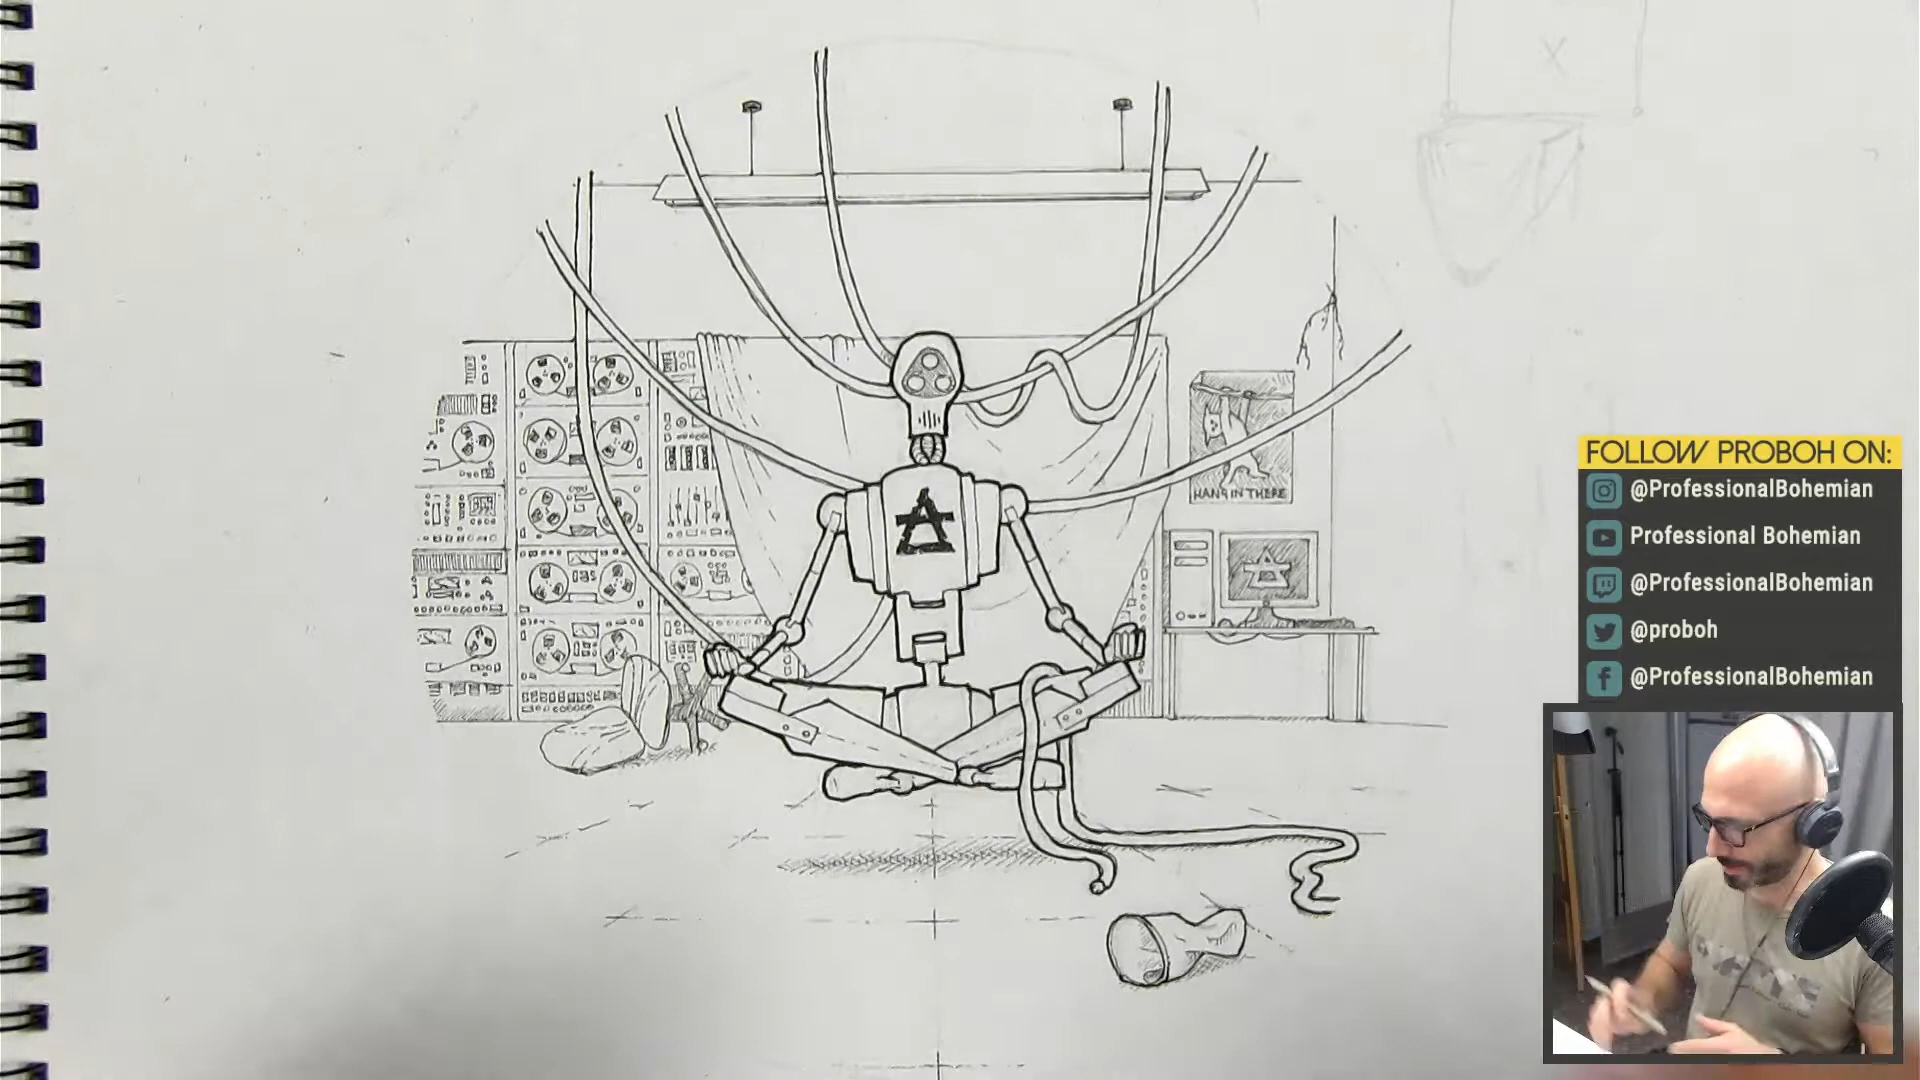 HANG IN THERE
FOLLOW PROBOH ON:
@ProfessionalBohemian
Professional Bohemian
@ProfessionalBohemian
@proboh
@ProfessionalBohemian